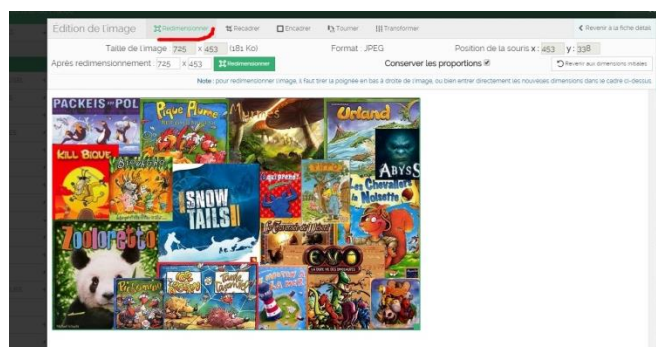 Edition de l'image Redimensionner Recadrer Encadrer Tourner Transformer Revenir à la fiche détail
Taille de l'image 725 x 453 (181 Ko) Format : JPEG Position de la souris x : 453 y : 338
Après redimensionnement : 725 x 453 Redimensionner Conserver les proportions Revenir aux dimensions initiales
Note : pour redimensionner l'image, il faut tirer la poignée en bas à droite de l'image, ou bien entrer directement les nouvelles dimensions dans le cadre ci-dessus.
PACKEIS POL
Pique Plume
Murmes
Urland
KILL BIQUE
ABYSS
SNOW
TAILS
qui prend
Les Chevaliers
la Noisette
Zooloretto
EVO